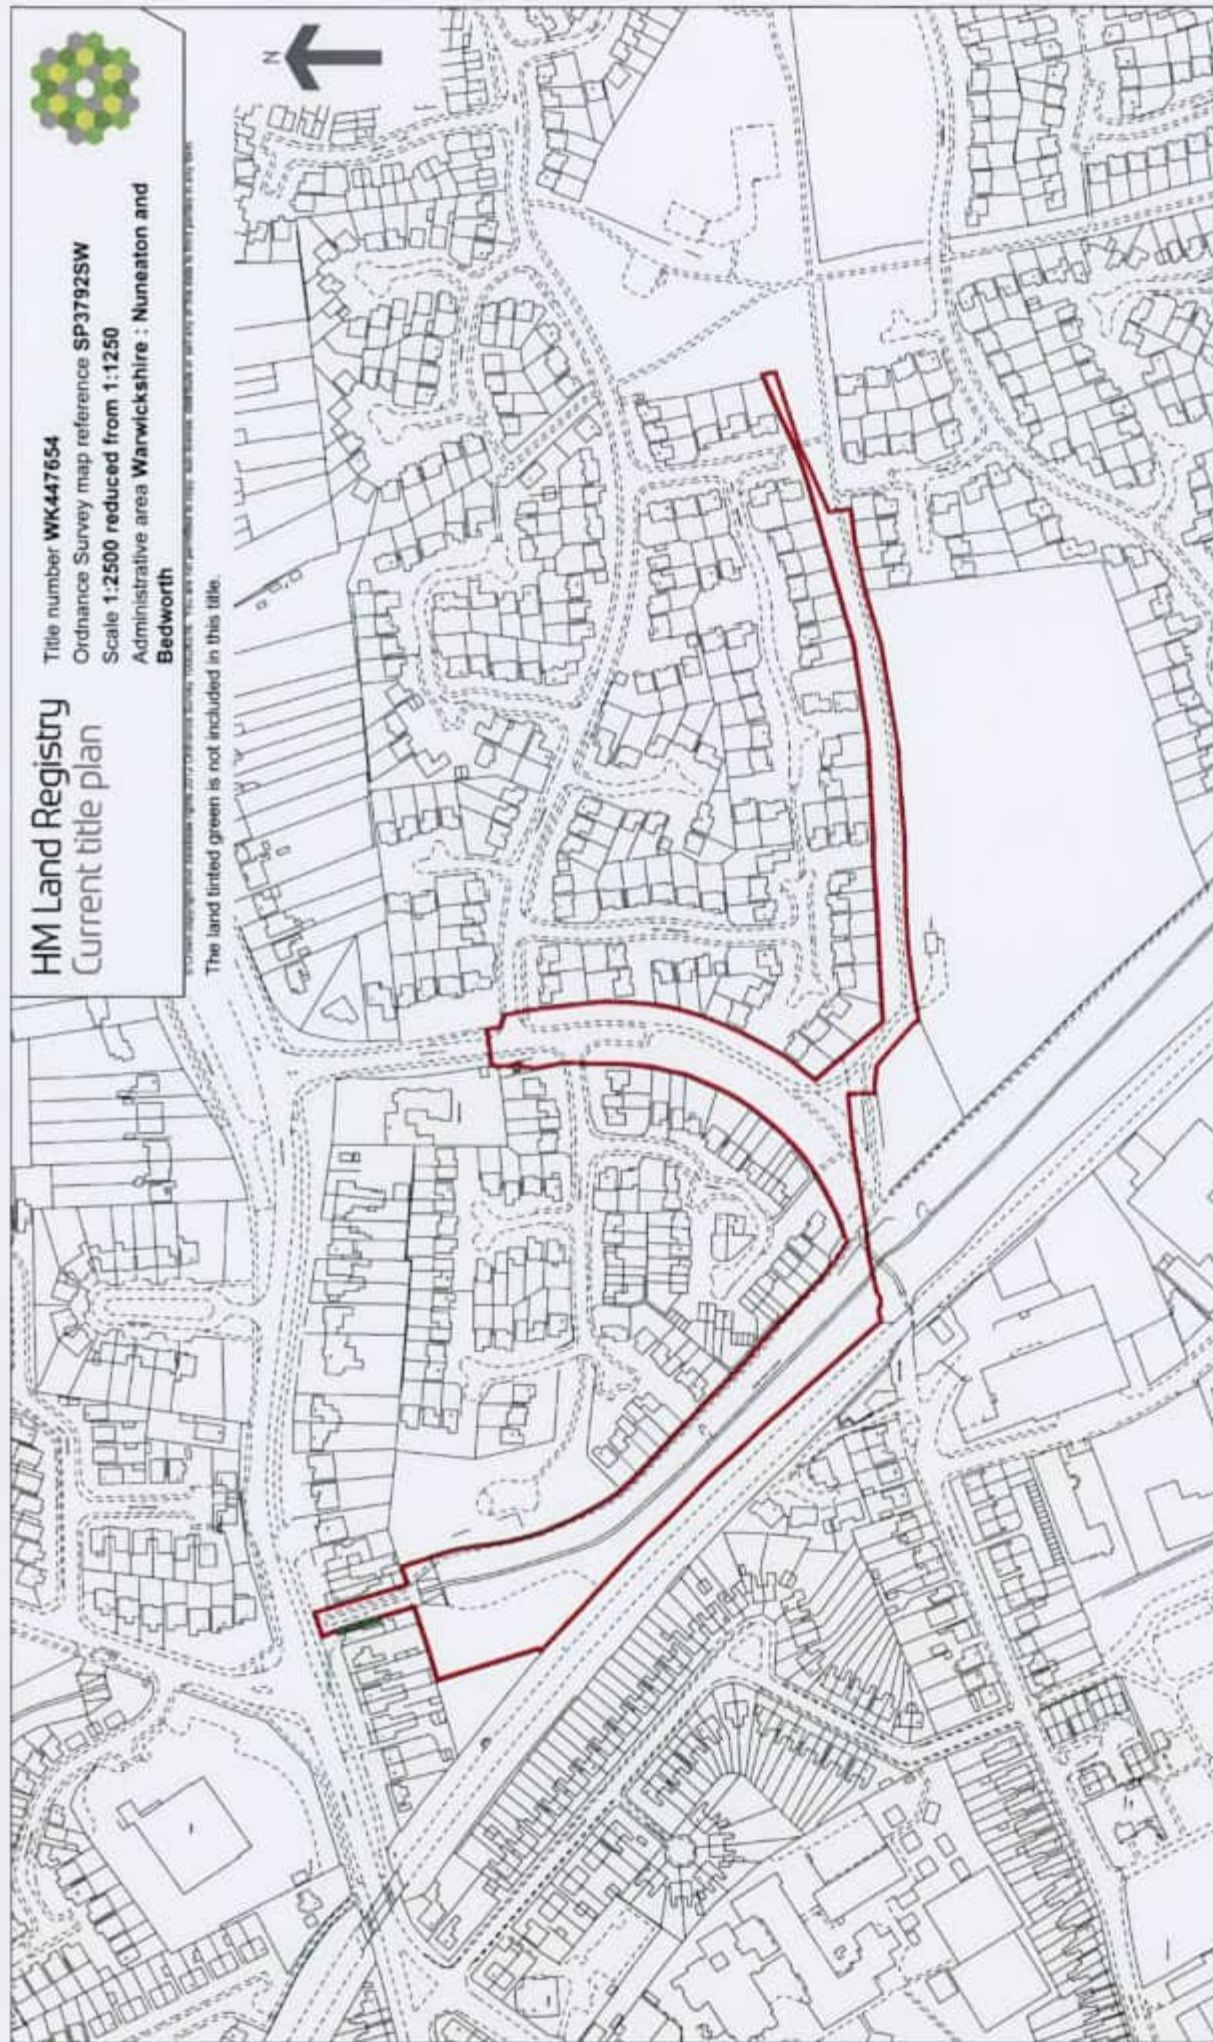 HM Land Registry
Current title plan
Title number WK447654
Ordnance Survey map reference SP3792SW
Scale 1:2500 reduced from 1:1250
Administrative area Warwickshire : Nuneaton and
Bedworth
The land tinted green is not included in this title.
N